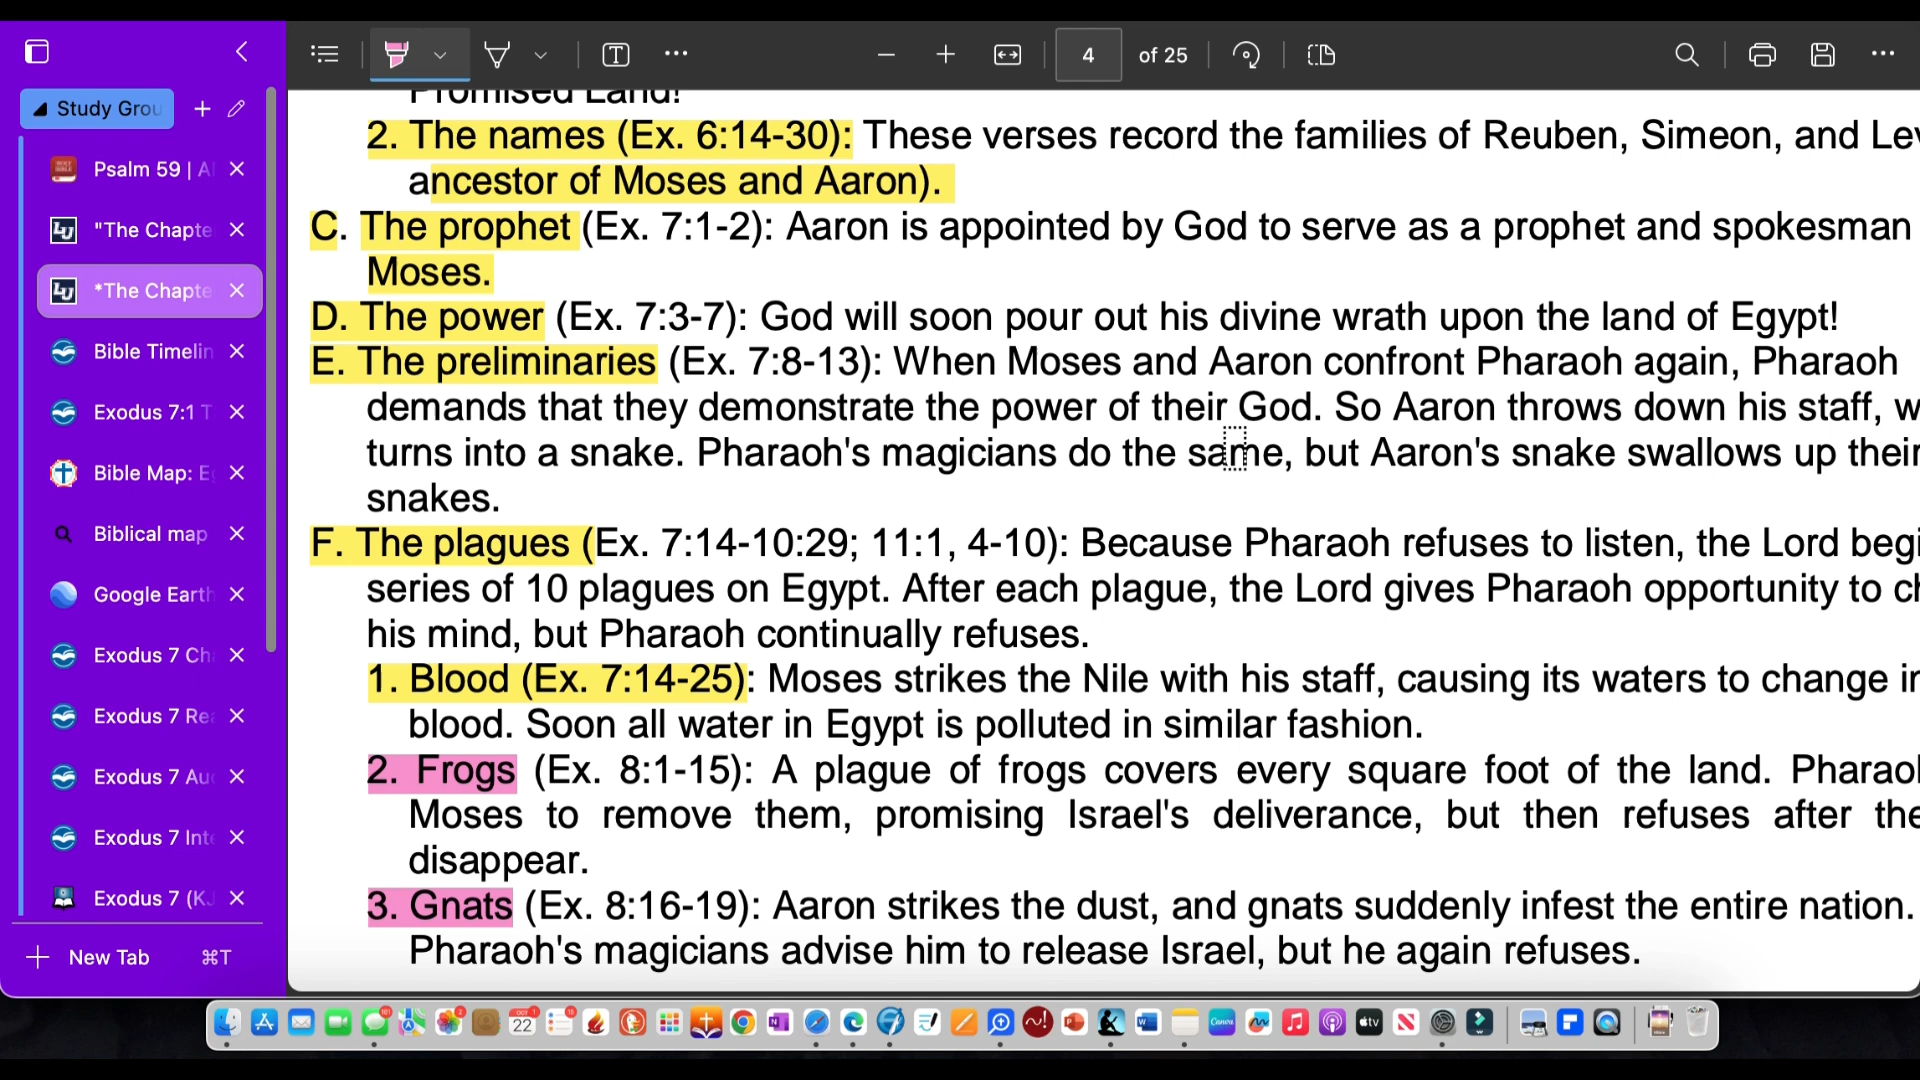 Study Grou
Psalm 59 | A
"The Chapte
*The Chapte
Bible Timelin
Exodus 7:1 T
Bible Map: E
Biblical map
Google Earth
Exodus 7 Ch
Exodus 7 Re
Exodus 7 Au
Exodus 7 Int
Exodus 7 (KJ
New Tab ⌘T
4 of 25
Promised Land!
2. The names (Ex. 6:14-30): These verses record the families of Reuben, Simeon, and Lev
ancestor of Moses and Aaron).
C. The prophet (Ex. 7:1-2): Aaron is appointed by God to serve as a prophet and spokesman
Moses.
D. The power (Ex. 7:3-7): God will soon pour out his divine wrath upon the land of Egypt!
E. The preliminaries (Ex. 7:8-13): When Moses and Aaron confront Pharaoh again, Pharaoh
demands that they demonstrate the power of their God. So Aaron throws down his staff, w
turns into a snake. Pharaoh's magicians do the same, but Aaron's snake swallows up their
snakes.
F. The plagues (Ex. 7:14-10:29; 11:1, 4-10): Because Pharaoh refuses to listen, the Lord begi
series of 10 plagues on Egypt. After each plague, the Lord gives Pharaoh opportunity to ch
his mind, but Pharaoh continually refuses.
1. Blood (Ex. 7:14-25): Moses strikes the Nile with his staff, causing its waters to change in
blood. Soon all water in Egypt is polluted in similar fashion.
2. Frogs (Ex. 8:1-15): A plague of frogs covers every square foot of the land. Pharaoh
Moses to remove them, promising Israel's deliverance, but then refuses after the
disappear.
3. Gnats (Ex. 8:16-19): Aaron strikes the dust, and gnats suddenly infest the entire nation.
Pharaoh's magicians advise him to release Israel, but he again refuses.
OCT
22
Canva
tv